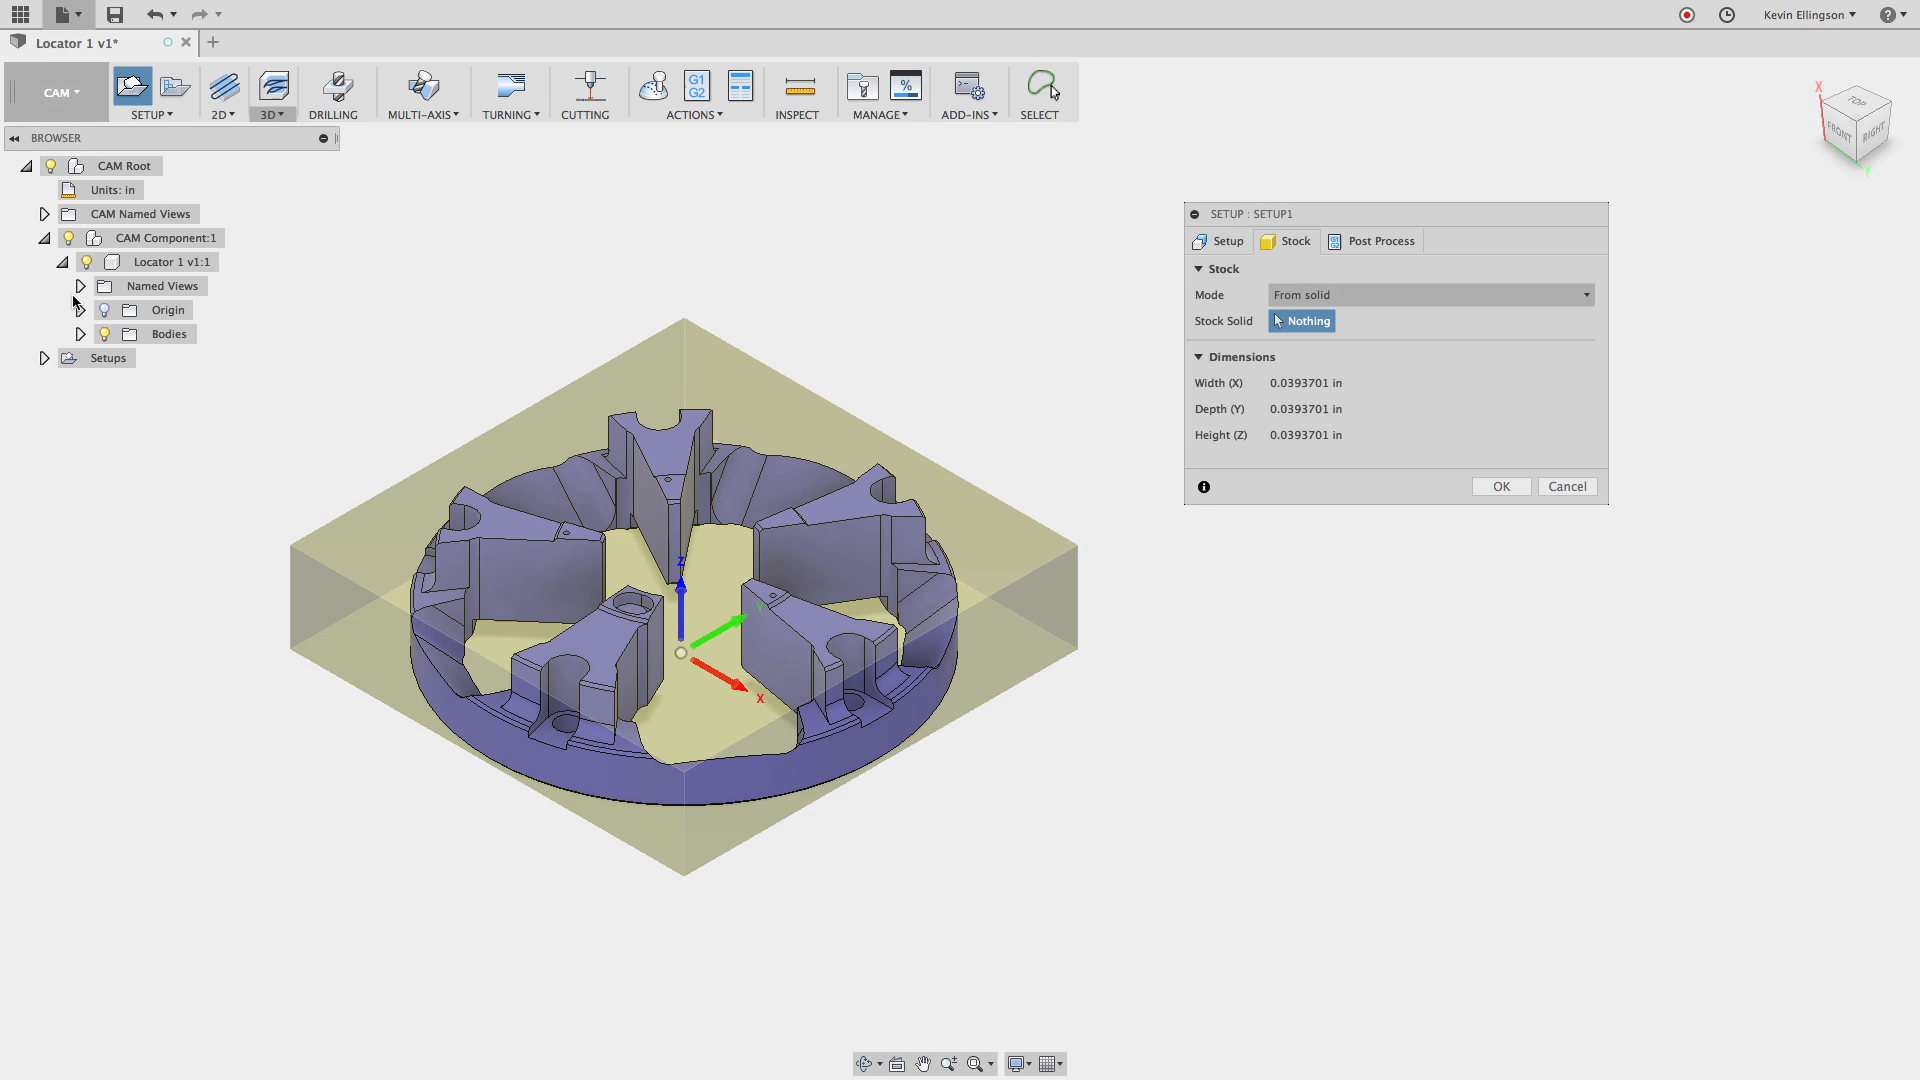 Kevin Ellingson
Locator 1 v1*
CAM
SETUP
2D
3D
DRILLING
MULTI-AXIS
TURNING
CUTTING
G1
G2
ACTIONS
INSPECT
%
MANAGE
ADD-INS
SELECT
BROWSER
CAM Root
Units: in
CAM Named Views
CAM Component:1
Locator 1 v1:1
Named Views
Origin
Bodies
Setups
X
TOP
FRONT
RIGHT
Y
SETUP : SETUP1
Setup
Stock
Post Process
Stock
Mode
From solid
Stock Solid
Nothing
Dimensions
Width (X)
0.0393701 in
Depth (Y)
0.0393701 in
Height (Z)
0.0393701 in
OK
Cancel
Z
Y
X